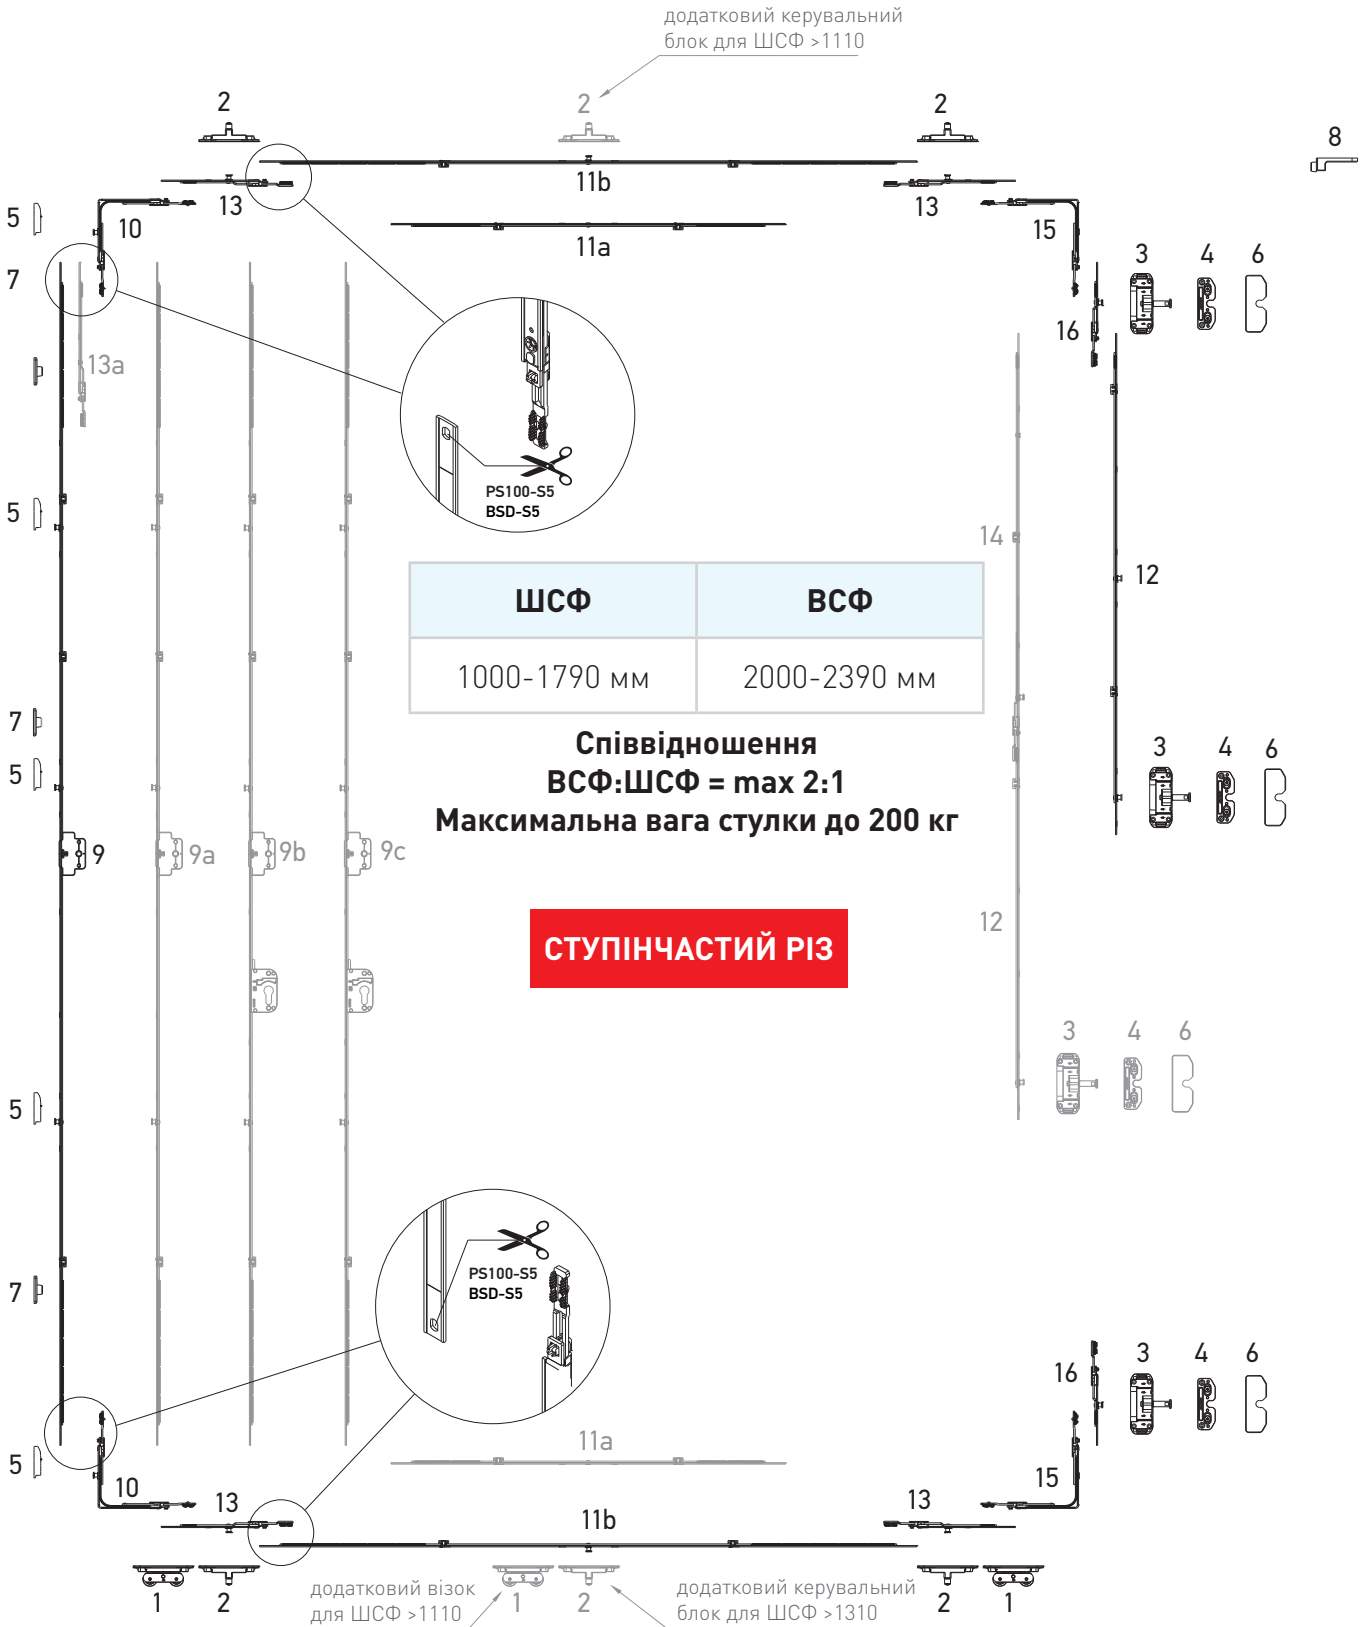 додатковий керувальний
блок для ШСФ >1110
2 2 2
8
11b
13 13
5 10 15
11a
3 4 6
7
16
13a
PS100-S5
BSD-S5
5
14
12
ШСФ ВСФ
1000-1790 мм 2000-2390 мм
7
Співвідношення
3 4 6
5
ВСФ:ШСФ = max 2:1
Максимальна вага стулки до 200 кг
9 9a 9b 9c
12
СТУПІНЧАСТИЙ РІЗ
3 4 6
5
PS100-S5
BSD-S5
7
3 4 6
16
11a
5
10 15
13 13
11b
додатковий візок
для ШСФ >1110
додатковий керувальний
блок для ШСФ >1310
1 2 1 2 2 1